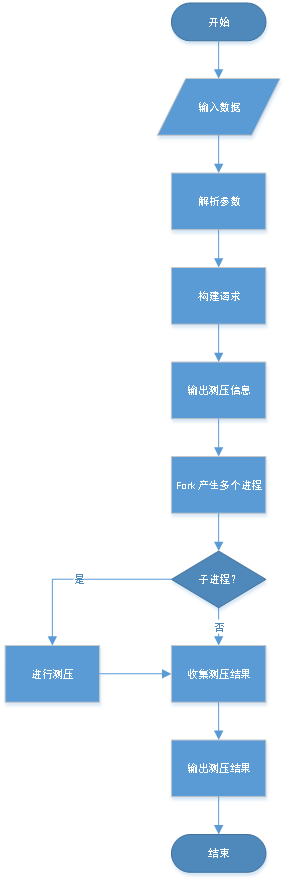 开始
输入数据
解析参数
构建请求
输出测压信息
Fork 产生多个进程
子进程?
是
否
进行测压
收集测压结果
输出测压结果
结束